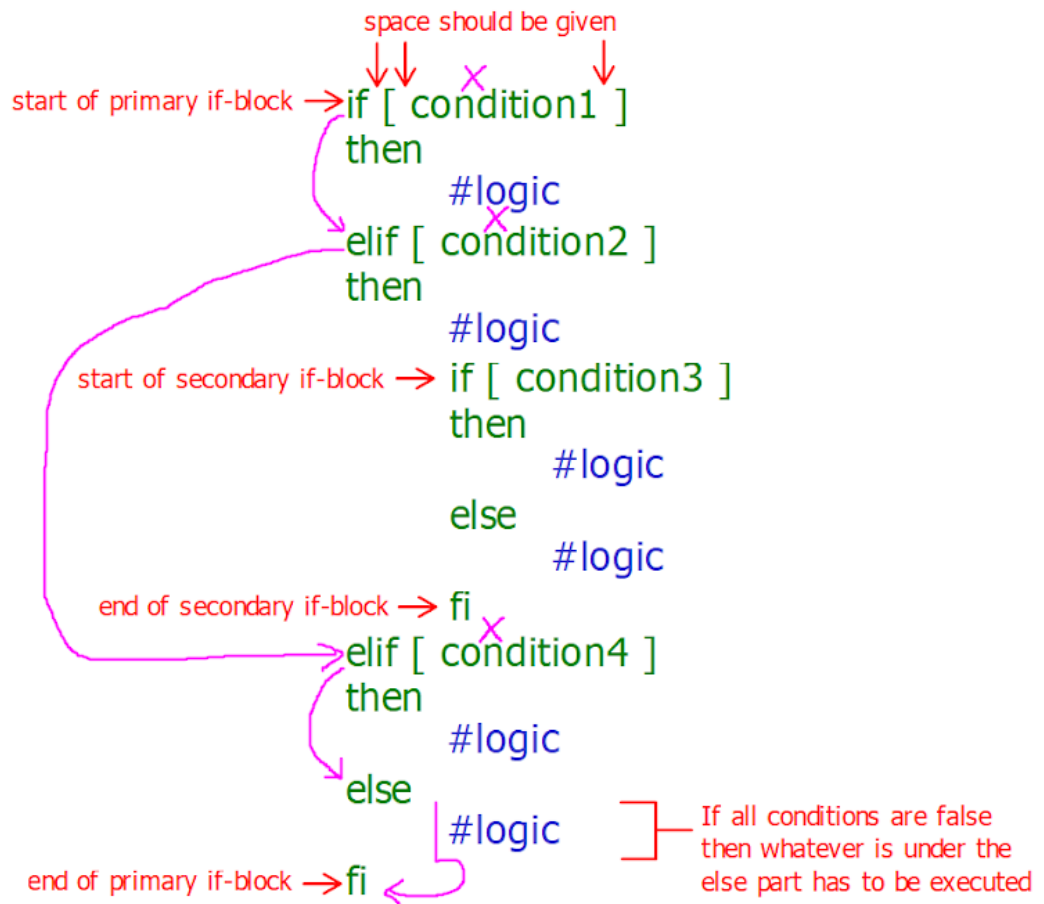 space should be given
start of primary if-block if [ condition1 ]
then
#logic
elif [ condition2 ]
then
#logic
start of secondary if-block if [ condition3 ]
then
#logic
else
#logic
end of secondary if-block fi
elif [ condition4 ]
then
#logic
else
#logic
If all conditions are false
then whatever is under the
else part has to be executed
end of primary if-block fi